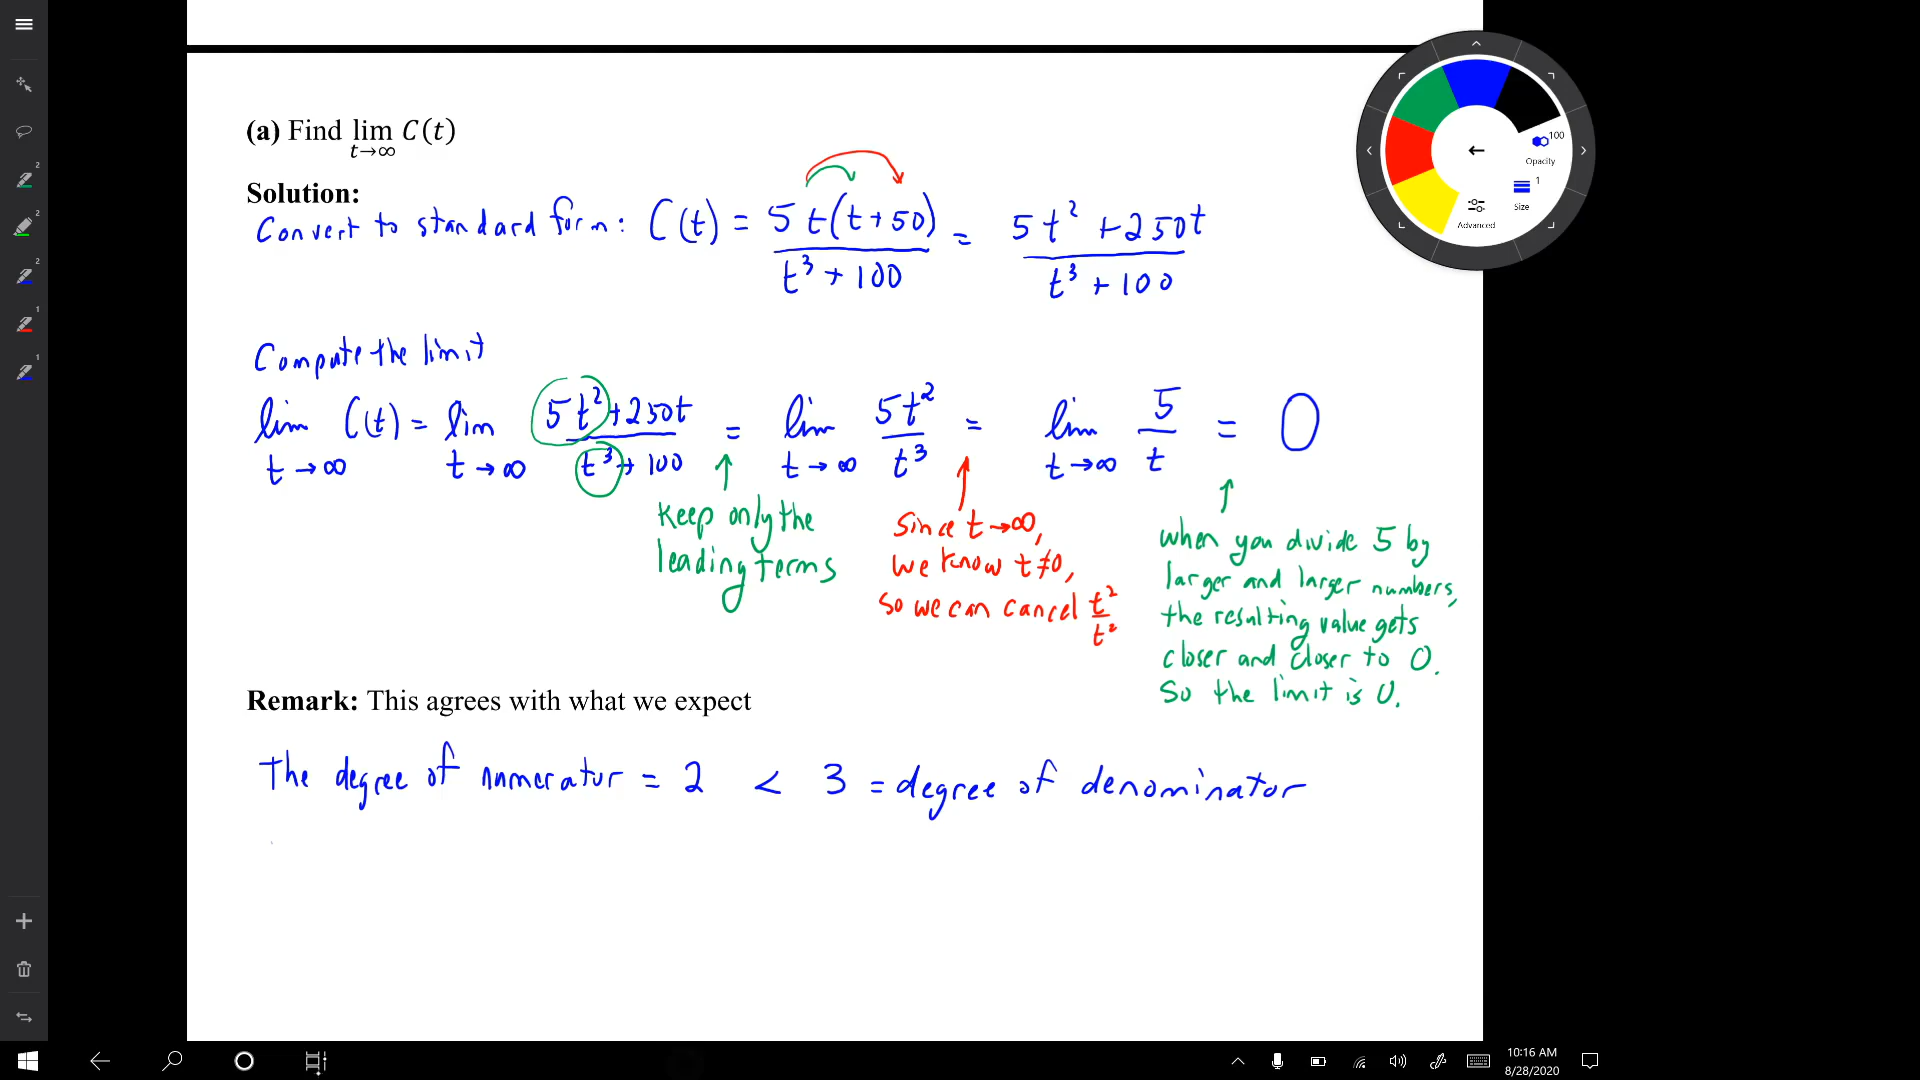 (a) Find lim C(t)
t→∞
Solution:
Convert to standard form: C(t) = 5t(t+50)/(t³+100) = (5t²+250t)/(t³+100)
Compute the limit
lim t→∞ C(t) = lim t→∞ (5t²+250t)/(t³+100) = lim t→∞ 5t²/t³ = lim t→∞ 5/t = 0
↑ Keep only the
leading terms
↑ Since t→∞,
we know t≠0,
so we can cancel t²/t²
↑ when you divide 5 by
larger and larger numbers,
the resulting value gets
closer and closer to 0.
So the limit is 0.
Remark: This agrees with what we expect
The degree of numerator = 2 < 3 = degree of denominator
100
Opacity
1
Size
Advanced
2
2
2
1
1
10:16 AM
8/28/2020